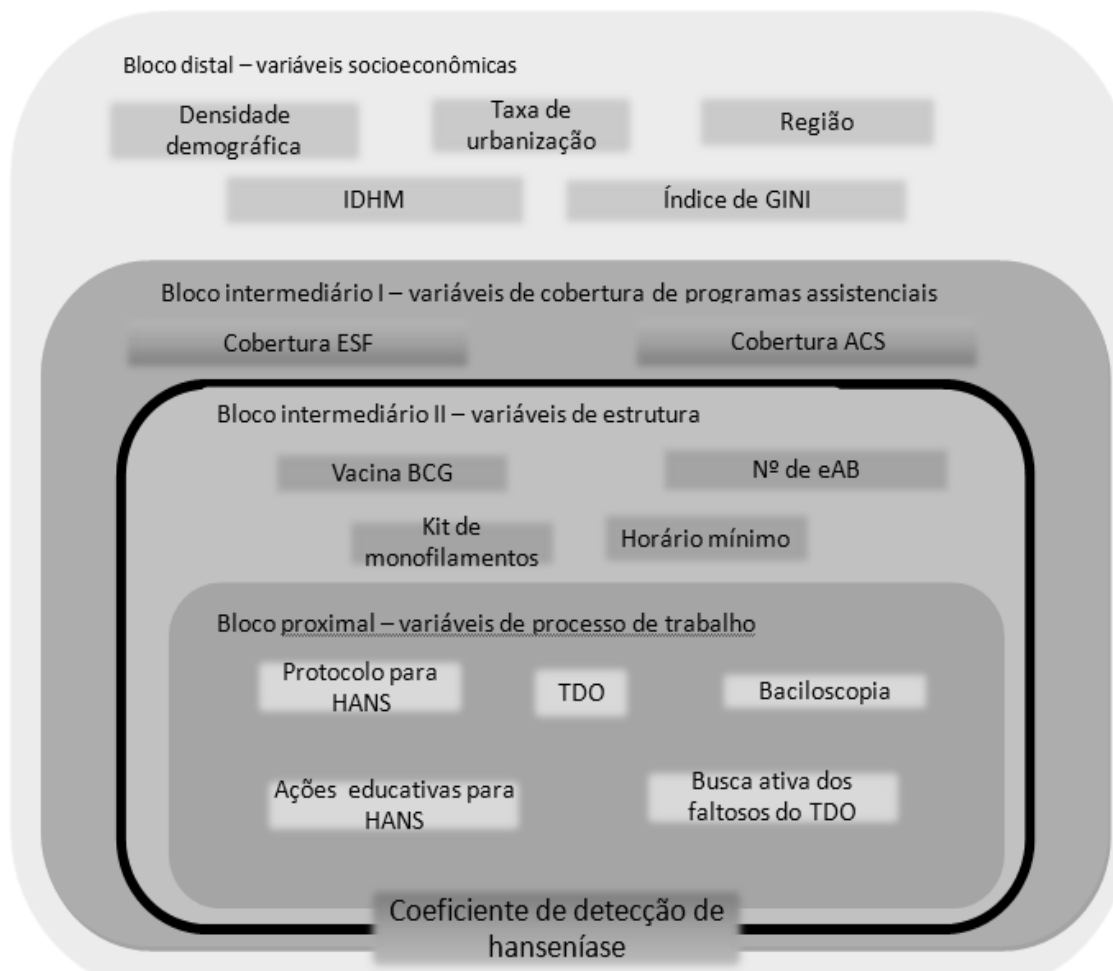 Bloco distal – variáveis socioeconômicas
Densidade
demográfica
Taxa de
urbanização
Região
IDHM
Índice de GINI
Bloco intermediário I – variáveis de cobertura de programas assistenciais
Cobertura ESF
Cobertura ACS
Bloco intermediário II – variáveis de estrutura
Vacina BCG
Nº de eAB
Kit de
monofilamentos
Horário mínimo
Bloco proximal – variáveis de processo de trabalho
Protocolo para
HANS
TDO
Baciloscopia
Ações educativas para
HANS
Busca ativa dos
faltosos do TDO
Coeficiente de detecção de
hanseníase